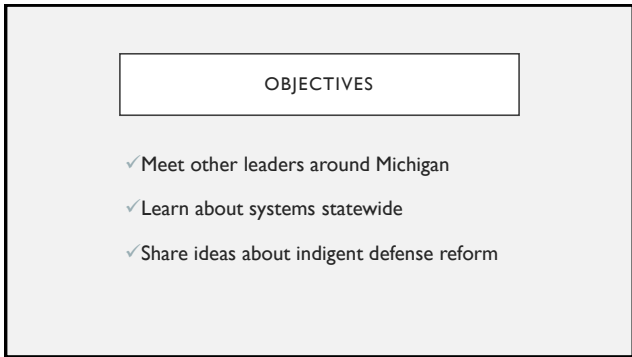 OBJECTIVES
✓Meet other leaders around Michigan
✓Learn about systems statewide
✓Share ideas about indigent defense reform